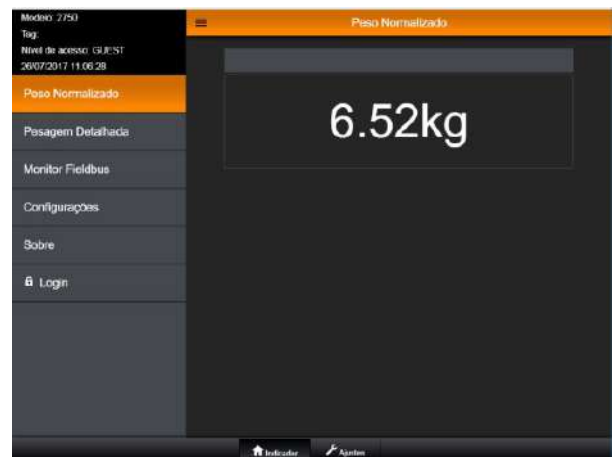 Modelo: 2750
Tag:
Nível de acesso: GUEST
26/07/2017 11:06:28
Peso Normalizado
Peso Normalizado
6.52kg
Pesagem Detalhada
Monitor Fieldbus
Configurações
Sobre
Login
Indicador
Ajustes